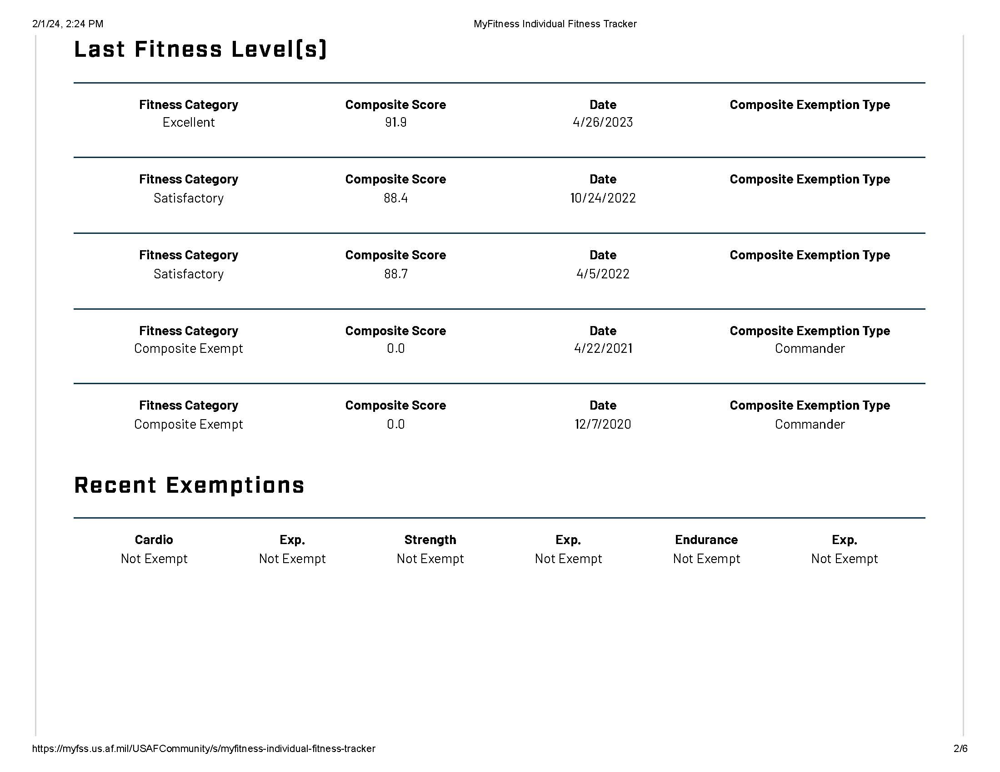 2/1/24, 2:24 PM MyFitness Individual Fitness Tracker
Last Fitness Level(s)
Fitness Category Composite Score Date Composite Exemption Type
Excellent 91.9 4/26/2023
Fitness Category Composite Score Date Composite Exemption Type
Satisfactory 88.4 10/24/2022
Fitness Category Composite Score Date Composite Exemption Type
Satisfactory 88.7 4/5/2022
Fitness Category Composite Score Date Composite Exemption Type
Composite Exempt 0.0 4/22/2021 Commander
Fitness Category Composite Score Date Composite Exemption Type
Composite Exempt 0.0 12/7/2020 Commander
Recent Exemptions
Cardio Exp. Strength Exp. Endurance Exp.
Not Exempt Not Exempt Not Exempt Not Exempt Not Exempt Not Exempt
https://myfss.us.af.mil/USAFCommunity/s/myfitness-individual-fitness-tracker 2/6